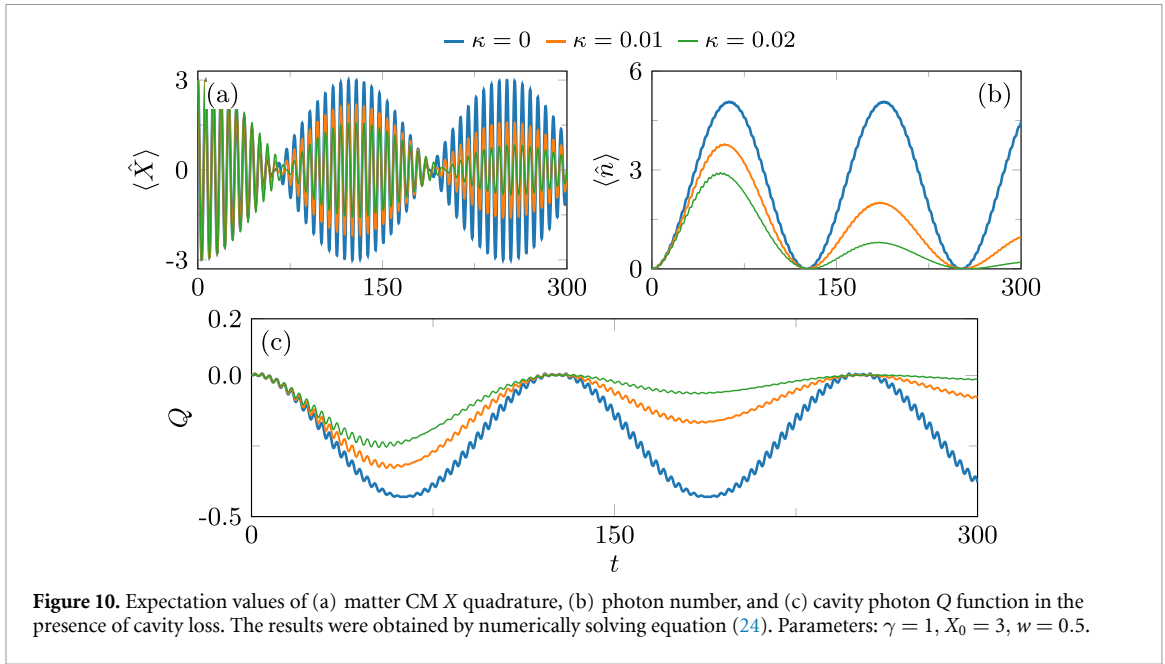 κ = 0 κ = 0.01 κ = 0.02
(a) (b)
3 0 -3
⟨X̂⟩
0 150 300
6 3 0
⟨n̂⟩
0 150 300
(c)
0.2 0.0 -0.5
Q
0 150 300
t
Figure 10. Expectation values of (a) matter CM X quadrature, (b) photon number, and (c) cavity photon Q function in the
presence of cavity loss. The results were obtained by numerically solving equation (24). Parameters: γ = 1, X₀ = 3, w = 0.5.